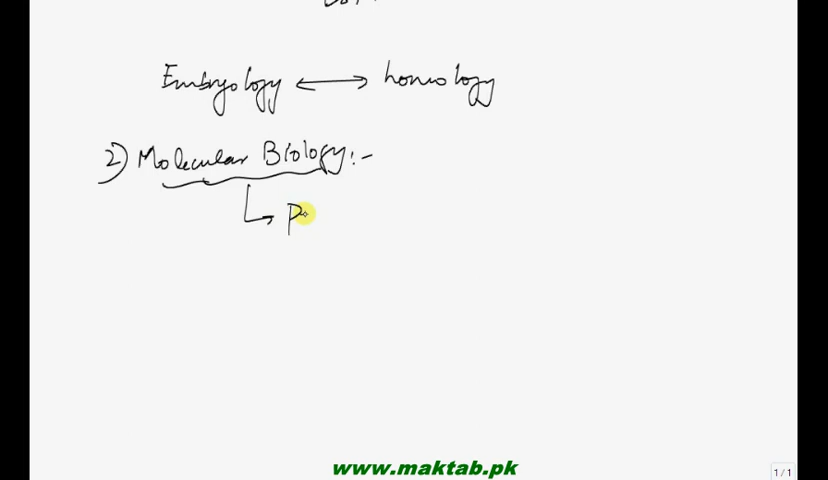 Embryology ⟷ homology
2) Molecular Biology:-
↳ P
www.maktab.pk
1/1